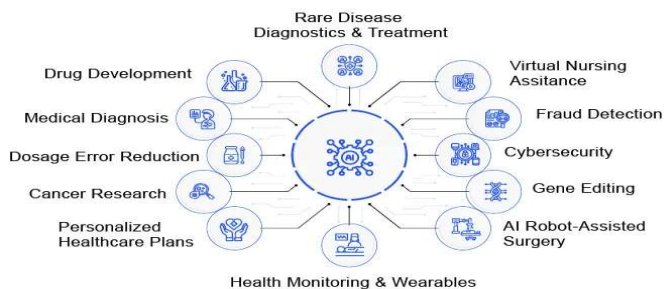 Rare Disease
Diagnostics & Treatment
Drug Development
Virtual Nursing
Assitance
Medical Diagnosis
Fraud Detection
Dosage Error Reduction
AI
Cybersecurity
Cancer Research
Gene Editing
Personalized
Healthcare Plans
AI Robot-Assisted
Surgery
Health Monitoring & Wearables